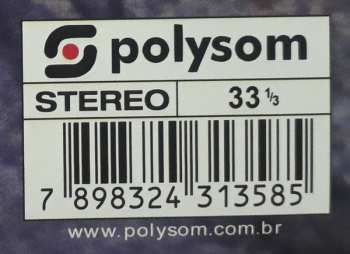 polysom
STEREO 33 1/3
7 898324 313585
www.polysom.com.br